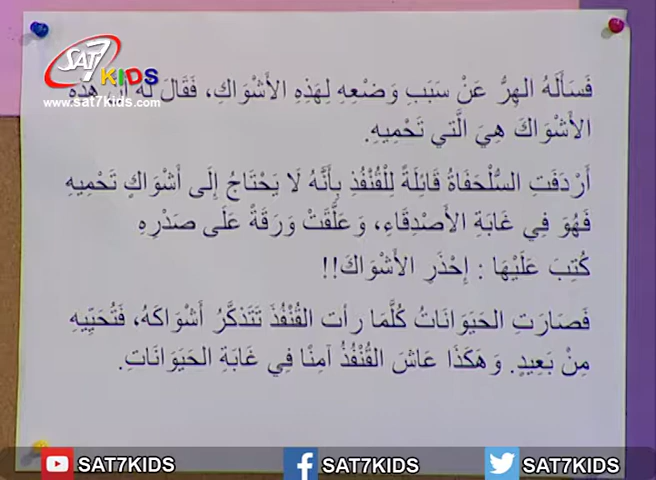 SAT7
KIDS
www.sat7kids.com
فَسَأَلَهُ الهِرُّ عَنْ سَبَبِ وَضْعِهِ لِهَذِهِ الأَشْوَاكِ، فَقَالَ لَهُ إِنَّ هَذِهِ
الأَشْوَاكَ هِيَ الَّتي تَحْمِيهِ.
أَرْدَفَتِ السُّلْحَفَاةُ قَائِلَةً لِلْقُنْفُذِ بِأَنَّهُ لَا يَحْتَاجُ إِلَى أَشْوَاكٍ تَحْمِيهِ
فَهُوَ فِي غَابَةِ الأَصْدِقَاءِ، وَعَلَّقَتْ وَرَقَةً عَلَى صَدْرِهِ
كُتِبَ عَلَيْهَا : إِحْذَرِ الأَشْوَاكَ!!
فَصَارَتِ الحَيَوَانَاتُ كُلَّمَا رأت القُنْفُذَ تَتَذَكَّرُ أَشْوَاكَهُ، فَتُحَيِّيهِ
مِنْ بَعِيدٍ. وَهَكَذَا عَاشَ القُنْفُذُ آمِنًا فِي غَابَةِ الحَيَوَانَاتِ.
SAT7KIDS
SAT7KIDS
SAT7KIDS